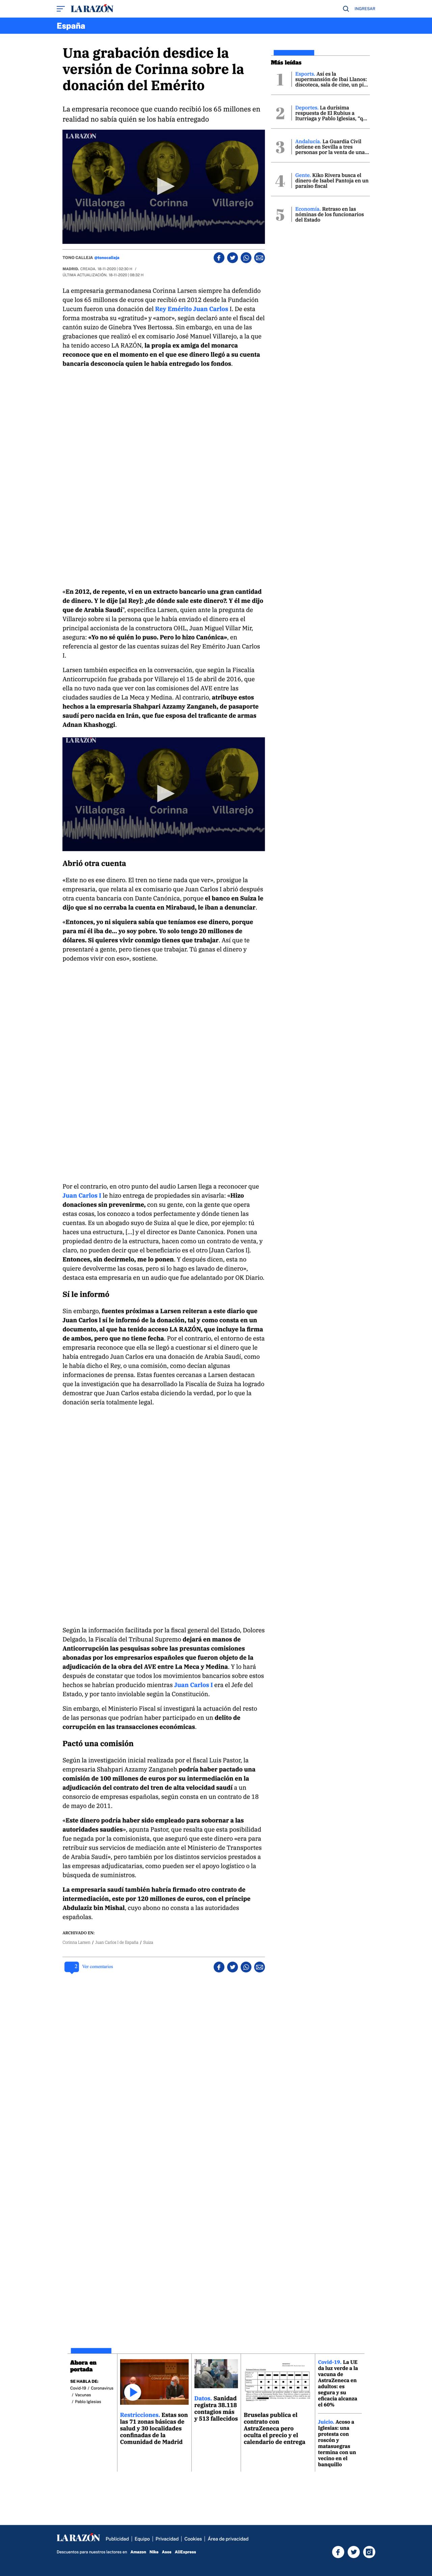 LA RAZÓN
INGRESAR
España
Una grabación desdice la
versión de Corinna sobre la
donación del Emérito
La empresaria reconoce que cuando recibió los 65 millones en
realidad no sabía quién se los había entregado
LA RAZÓN
Villalonga
Corinna
Villarejo
TONO CALLEJA @tonocalleja
MADRID. CREADA.
ÚLTIMA ACTUALIZACIÓN.
La empresaria germanodanesa Corinna Larsen siempre ha defendido
que los 65 millones de euros que recibió en 2012 desde la Fundación
Lucum fueron una donación del Rey Emérito Juan Carlos I. De esta
forma mostraba su «gratitud» y «amor», según declaró ante el fiscal del
cantón suizo de Ginebra Yves Bertossa. Sin embargo, en una de las
grabaciones que realizó el ex comisario José Manuel Villarejo, a la que
ha tenido acceso LA RAZÓN, la propia ex amiga del monarca
reconoce que en el momento en el que ese dinero llegó a su cuenta
bancaria desconocía quien le había entregado los fondos.
«En 2012, de repente, vi en un extracto bancario una gran cantidad
de dinero. Y le dije [al Rey]: ¿de dónde sale este dinero?. Y él me dijo
que de Arabia Saudí", especifica Larsen, quien ante la pregunta de
Villarejo sobre si la persona que le había enviado el dinero era el
principal accionista de la constructora OHL, Juan Miguel Villar Mir,
asegura: «Yo no sé quién lo puso. Pero lo hizo Canónica», en
referencia al gestor de las cuentas suizas del Rey Emérito Juan Carlos
I.
Larsen también especifica en la conversación, que según la Fiscalía
Anticorrupción fue grabada por Villarejo el 15 de abril de 2016, que
ella no tuvo nada que ver con las comisiones del AVE entre las
ciudades saudíes de La Meca y Medina. Al contrario, atribuye estos
hechos a la empresaria Shahpari Azzamy Zanganeh, de pasaporte
saudí pero nacida en Irán, que fue esposa del traficante de armas
Adnan Khashoggi.
LA RAZÓN
Villalonga
Corinna
Villarejo
Abrió otra cuenta
«Este no es ese dinero. El tren no tiene nada que ver», prosigue la
empresaria, que relata al ex comisario que Juan Carlos I abrió después
otra cuenta bancaria con Dante Canónica, porque el banco en Suiza le
dijo que si no cerraba la cuenta en Mirabaud, le iban a denunciar.
«Entonces, yo ni siquiera sabía que teníamos ese dinero, porque
para mí él iba de... yo soy pobre. Yo solo tengo 20 millones de
dólares. Si quieres vivir conmigo tienes que trabajar. Así que te
presentaré a gente, pero tienes que trabajar. Tú ganas el dinero y
podemos vivir con eso», sostiene.
Por el contrario, en otro punto del audio Larsen llega a reconocer que
Juan Carlos I le hizo entrega de propiedades sin avisarla: «Hizo
donaciones sin prevenirme, con su gente, con la gente que opera
estas cosas, los conozco a todos perfectamente y dónde tienen las
cuentas. Es un abogado suyo de Suiza al que le dice, por ejemplo: tú
haces una estructura, [...] y el director es Dante Canonica. Ponen una
propiedad dentro de la estructura, hacen como un contrato de venta, y
claro, no pueden decir que el beneficiario es el otro [Juan Carlos I].
Entonces, sin decírmelo, me lo ponen. Y después dicen, esta no
quiere devolverme las cosas, pero si lo hago es lavado de dinero»,
destaca esta empresaria en un audio que fue adelantado por OK Diario.
Sí le informó
Sin embargo, fuentes próximas a Larsen reiteran a este diario que
Juan Carlos I sí le informó de la donación, tal y como consta en un
documento, al que ha tenido acceso LA RAZÓN, que incluye la firma
de ambos, pero que no tiene fecha. Por el contrario, el entorno de esta
empresaria reconoce que ella se llegó a cuestionar si el dinero que le
había entregado Juan Carlos era una donación de Arabia Saudí, como
le había dicho el Rey, o una comisión, como decían algunas
informaciones de prensa. Estas fuentes cercanas a Larsen destacan
que la investigación que ha desarrollado la Fiscalía de Suiza ha logrado
demostrar que Juan Carlos estaba diciendo la verdad, por lo que la
donación sería totalmente legal.
Según la información facilitada por la fiscal general del Estado, Dolores
Delgado, la Fiscalía del Tribunal Supremo dejará en manos de
Anticorrupción las pesquisas sobre las presuntas comisiones
abonadas por los empresarios españoles que fueron objeto de la
adjudicación de la obra del AVE entre La Meca y Medina. Y lo hará
después de constatar que todos los movimientos bancarios sobre estos
hechos se habrían producido mientras Juan Carlos I era el Jefe del
Estado, y por tanto inviolable según la Constitución.
Sin embargo, el Ministerio Fiscal sí investigará la actuación del resto
de las personas que podrían haber participado en un delito de
corrupción en las transacciones económicas.
Pactó una comisión
Según la investigación inicial realizada por el fiscal Luis Pastor, la
empresaria Shahpari Azzamy Zanganeh podría haber pactado una
comisión de 100 millones de euros por su intermediación en la
adjudicación del contrato del tren de alta velocidad saudí a un
consorcio de empresas españolas, según consta en un contrato de 18
de mayo de 2011.
«Este dinero podría haber sido empleado para sobornar a las
autoridades saudíes», apunta Pastor, que resalta que esta posibilidad
fue negada por la comisionista, que aseguró que este dinero «era para
retribuir sus servicios de mediación ante el Ministerio de Transportes
de Arabia Saudí», pero también por los distintos servicios prestados a
las empresas adjudicatarias, como pueden ser el apoyo logístico o la
búsqueda de suministros.
La empresaria saudí también habría firmado otro contrato de
intermediación, este por 120 millones de euros, con el príncipe
Abdulaziz bin Mishal, cuyo abono no consta a las autoridades
españolas.
ARCHIVADO EN:
Corinna Larsen / Juan Carlos I de España / Suiza
Ver comentarios
Más leídas
1
Esports. Así es la
supermansión de Ibai Llanos:
discoteca, sala de cine, un pi...
2
Deportes. La durísima
respuesta de El Rubius a
Iturriaga y Pablo Iglesias, "q...
3
Andalucía. La Guardia Civil
detiene en Sevilla a tres
personas por la venta de una...
4
Gente. Kiko Rivera busca el
dinero de Isabel Pantoja en un
paraíso fiscal
5
Economía. Retraso en las
nóminas de los funcionarios
del Estado
Ahora en
portada
SE HABLA DE:
Covid-19 / Coronavirus
/ Vacunas
/ Pablo Iglesias
Restricciones. Estas son
las 71 zonas básicas de
salud y 30 localidades
confinadas de la
Comunidad de Madrid
Datos. Sanidad
registra 38.118
contagios más
y 513 fallecidos
Bruselas publica el
contrato con
AstraZeneca pero
oculta el precio y el
calendario de entrega
Covid-19. La UE
da luz verde a la
vacuna de
AstraZeneca en
adultos: es
segura y su
eficacia alcanza
el 60%
Juicio. Acoso a
Iglesias: una
protesta con
roscón y
matasuegras
termina con un
vecino en el
banquillo
LA RAZÓN
Publicidad | Equipo | Privacidad | Cookies | Área de privacidad
Descuentos para nuestros lectores en Amazon Nike Asos AliExpress